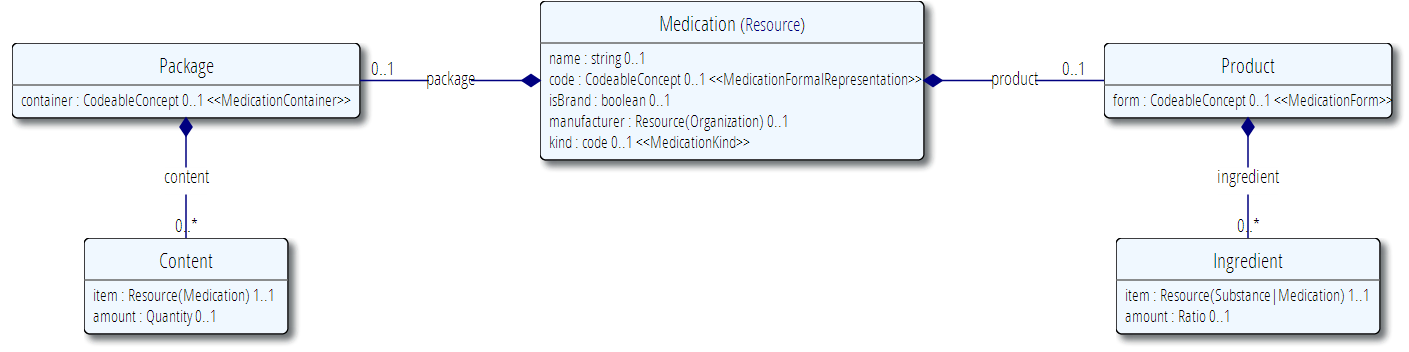 Medication (Resource)
name : string 0..1
code : CodeableConcept 0..1 <<MedicationFormalRepresentation>>
isBrand : boolean 0..1
manufacturer : Resource(Organization) 0..1
kind : code 0..1 <<MedicationKind>>
Package
container : CodeableConcept 0..1 <<MedicationContainer>>
0..1
package
product
0..1
Product
form : CodeableConcept 0..1 <<MedicationForm>>
content
0..*
Content
item : Resource(Medication) 1..1
amount : Quantity 0..1
ingredient
0..*
Ingredient
item : Resource(Substance|Medication) 1..1
amount : Ratio 0..1